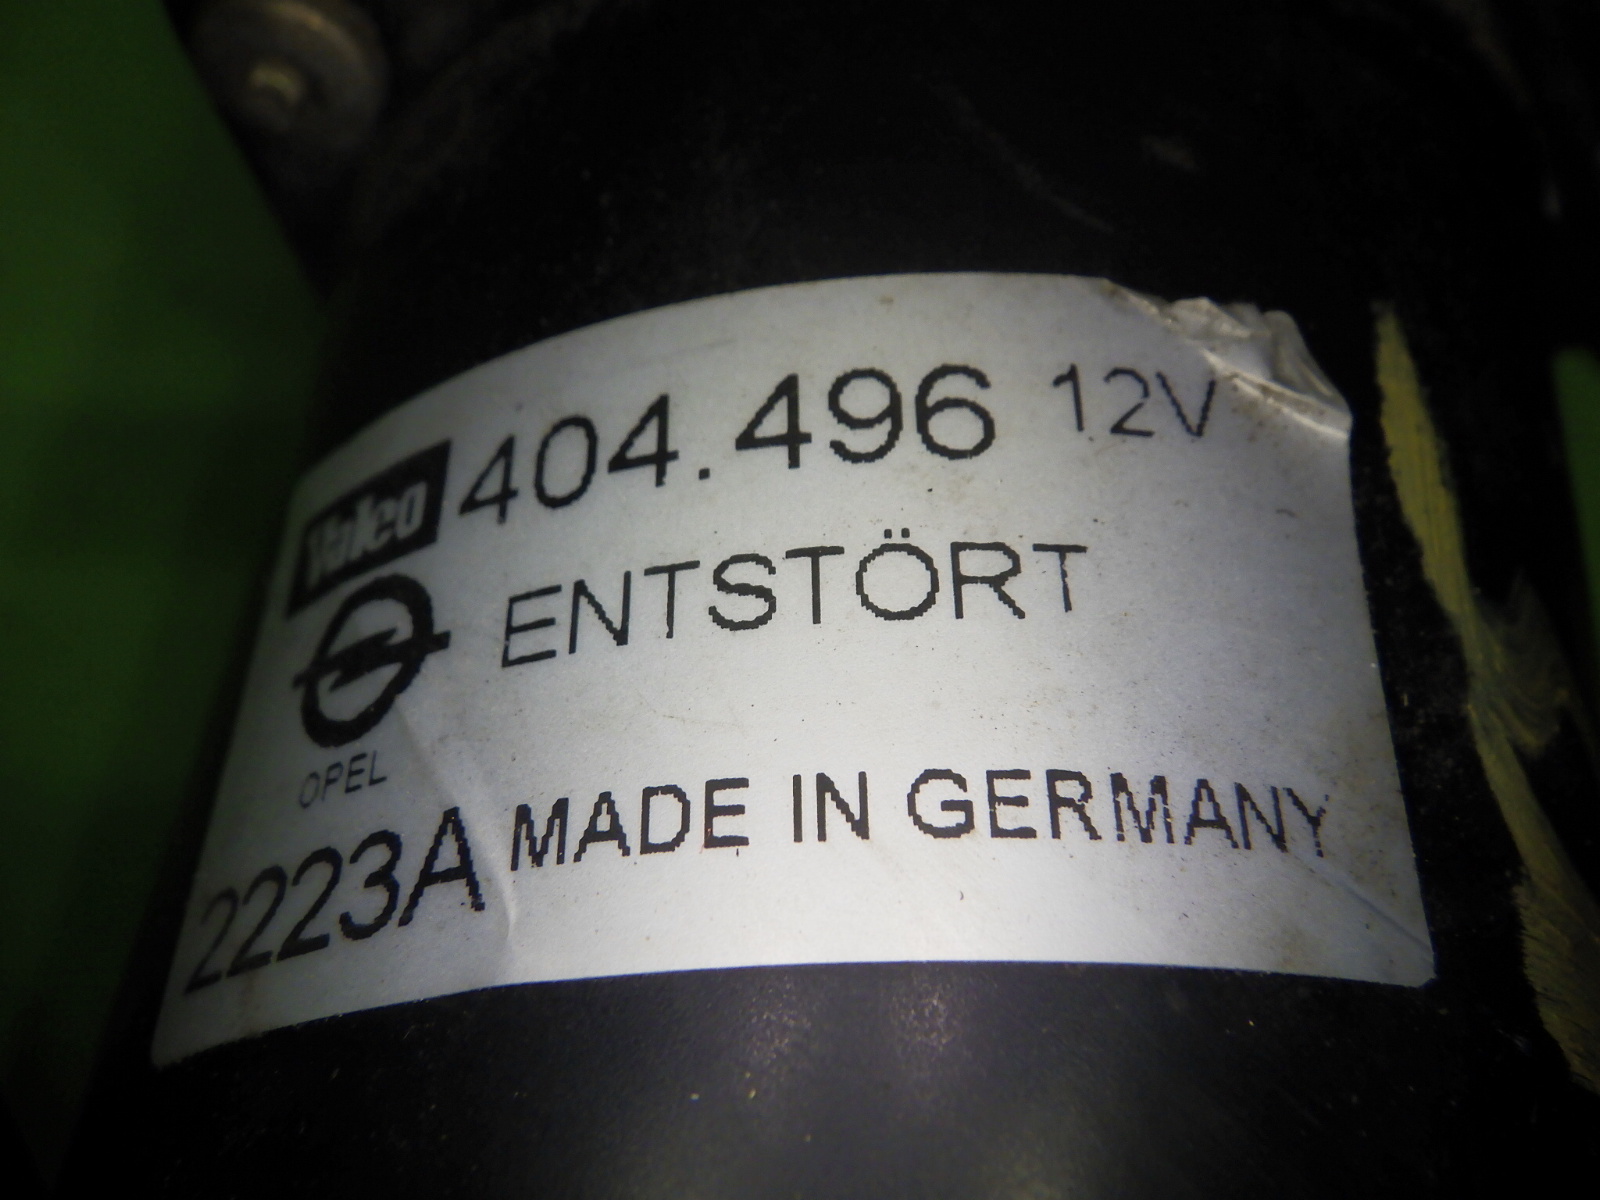 Valeo 404.496 12V
ENTSTÖRT
OPEL
2223A MADE IN GERMANY